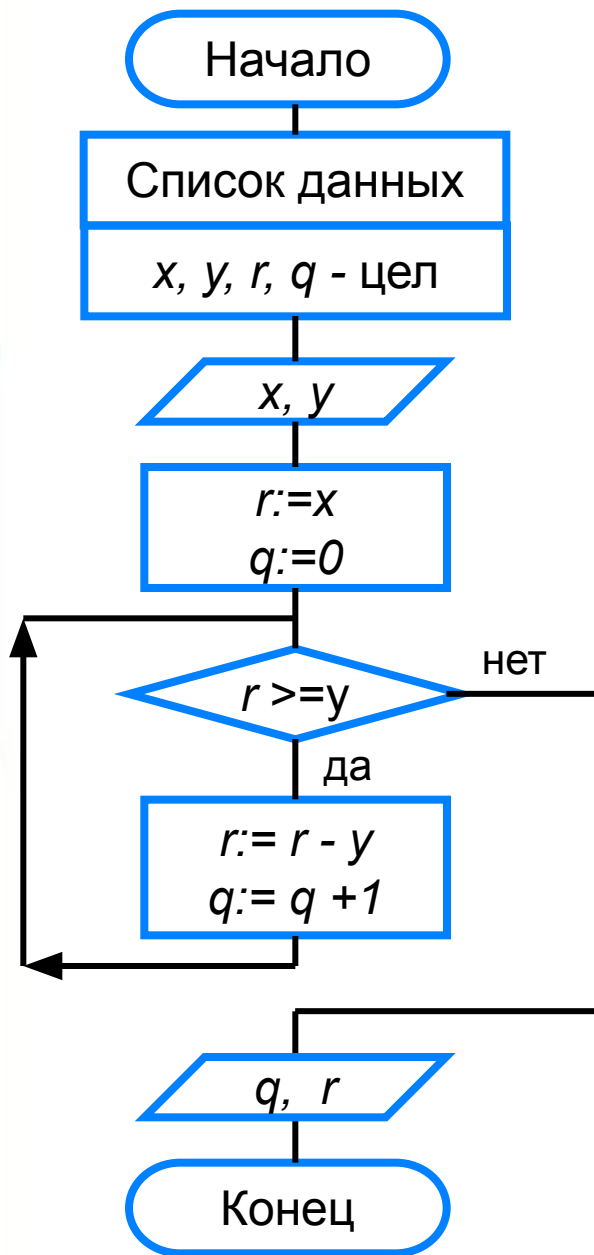 Начало
Список данных
x, y, r, q - цел
x, y
r:=x
q:=0
r >=y
нет
да
r:= r - y
q:= q +1
q, r
Конец